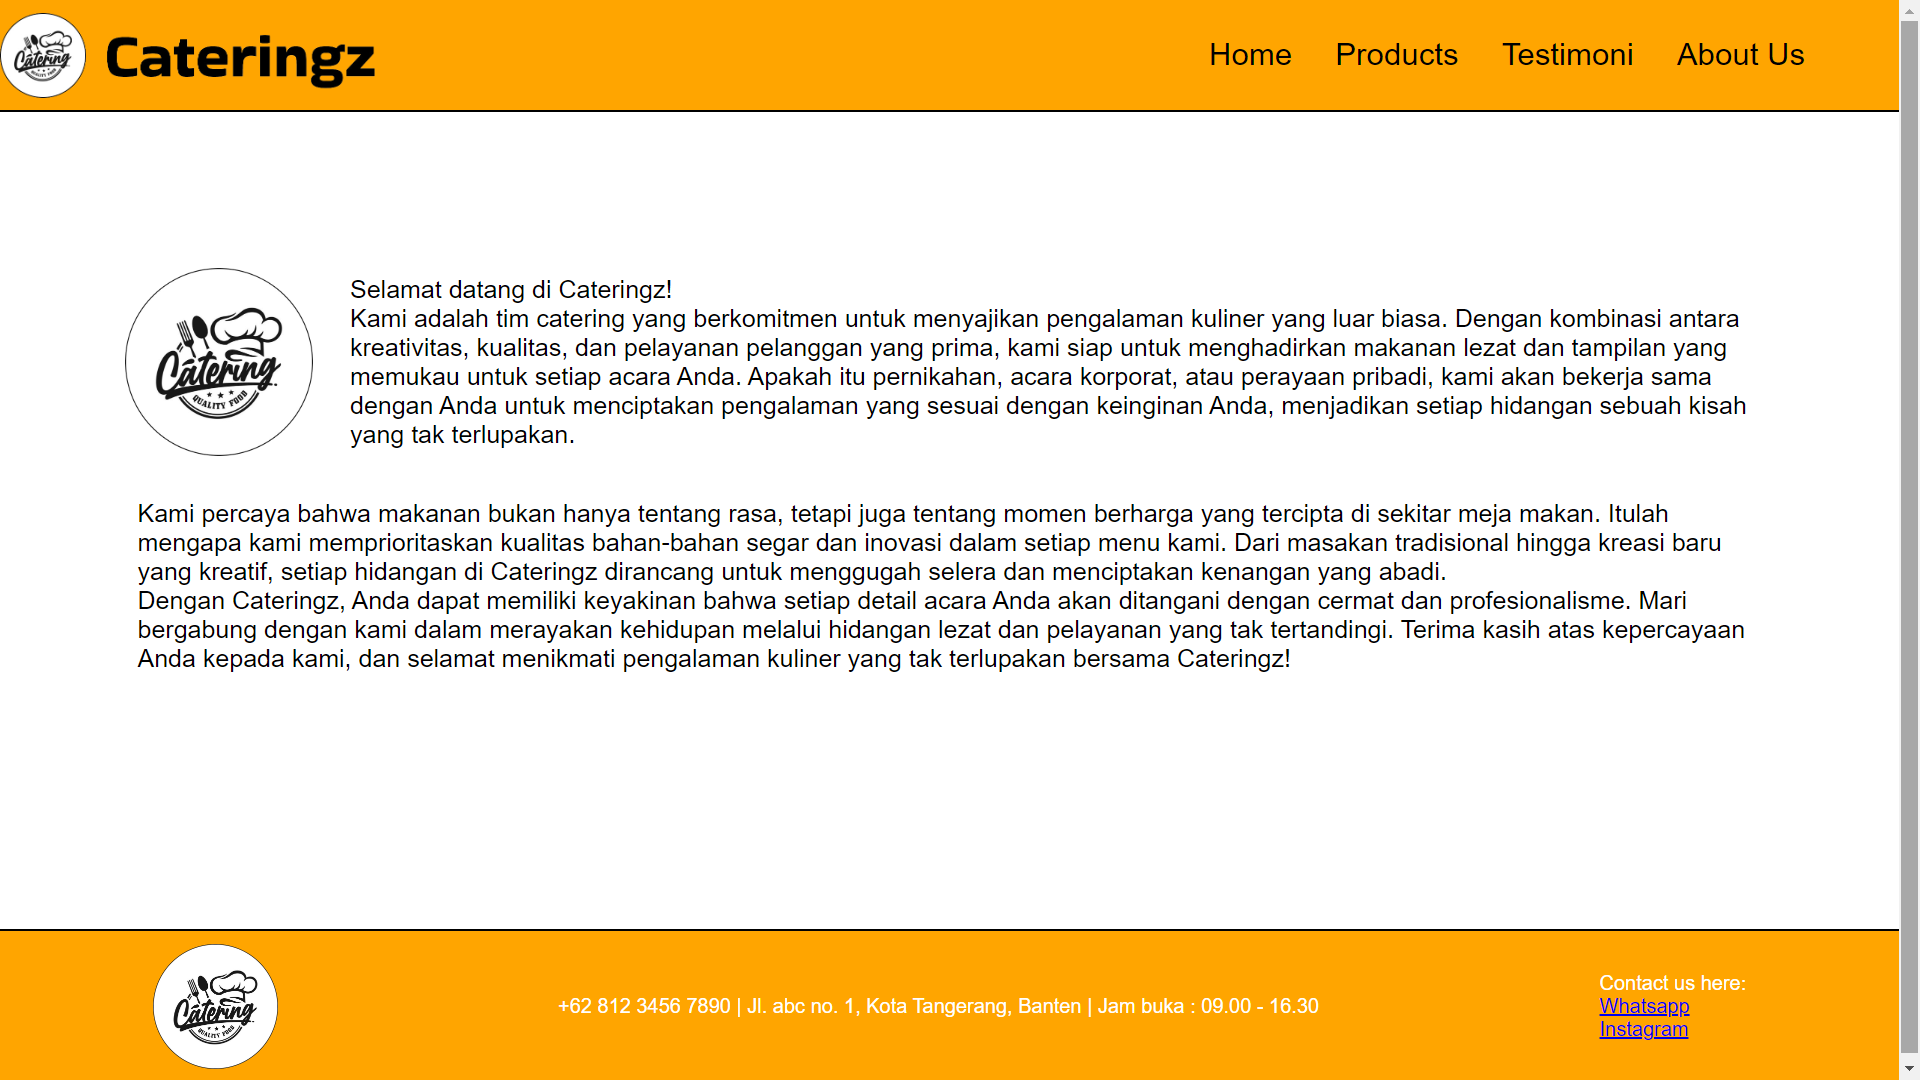 Catering
QUALITY FOOD
Cateringz
Home
Products
Testimoni
About Us
Catering
QUALITY FOOD
Selamat datang di Cateringz!
Kami adalah tim catering yang berkomitmen untuk menyajikan pengalaman kuliner yang luar biasa. Dengan kombinasi antara
kreativitas, kualitas, dan pelayanan pelanggan yang prima, kami siap untuk menghadirkan makanan lezat dan tampilan yang
memukau untuk setiap acara Anda. Apakah itu pernikahan, acara korporat, atau perayaan pribadi, kami akan bekerja sama
dengan Anda untuk menciptakan pengalaman yang sesuai dengan keinginan Anda, menjadikan setiap hidangan sebuah kisah
yang tak terlupakan.
Kami percaya bahwa makanan bukan hanya tentang rasa, tetapi juga tentang momen berharga yang tercipta di sekitar meja makan. Itulah
mengapa kami memprioritaskan kualitas bahan-bahan segar dan inovasi dalam setiap menu kami. Dari masakan tradisional hingga kreasi baru
yang kreatif, setiap hidangan di Cateringz dirancang untuk menggugah selera dan menciptakan kenangan yang abadi.
Dengan Cateringz, Anda dapat memiliki keyakinan bahwa setiap detail acara Anda akan ditangani dengan cermat dan profesionalisme. Mari
bergabung dengan kami dalam merayakan kehidupan melalui hidangan lezat dan pelayanan yang tak tertandingi. Terima kasih atas kepercayaan
Anda kepada kami, dan selamat menikmati pengalaman kuliner yang tak terlupakan bersama Cateringz!
Catering
QUALITY FOOD
+62 812 3456 7890 | Jl. abc no. 1, Kota Tangerang, Banten | Jam buka : 09.00 - 16.30
Contact us here:
Whatsapp
Instagram